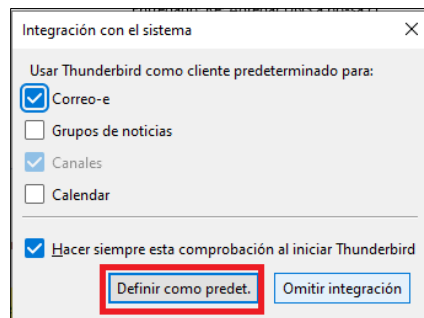 Integración con el sistema
Usar Thunderbird como cliente predeterminado para:
Correo-e
Grupos de noticias
Canales
Calendar
Hacer siempre esta comprobación al iniciar Thunderbird
Definir como predet.
Omitir integración